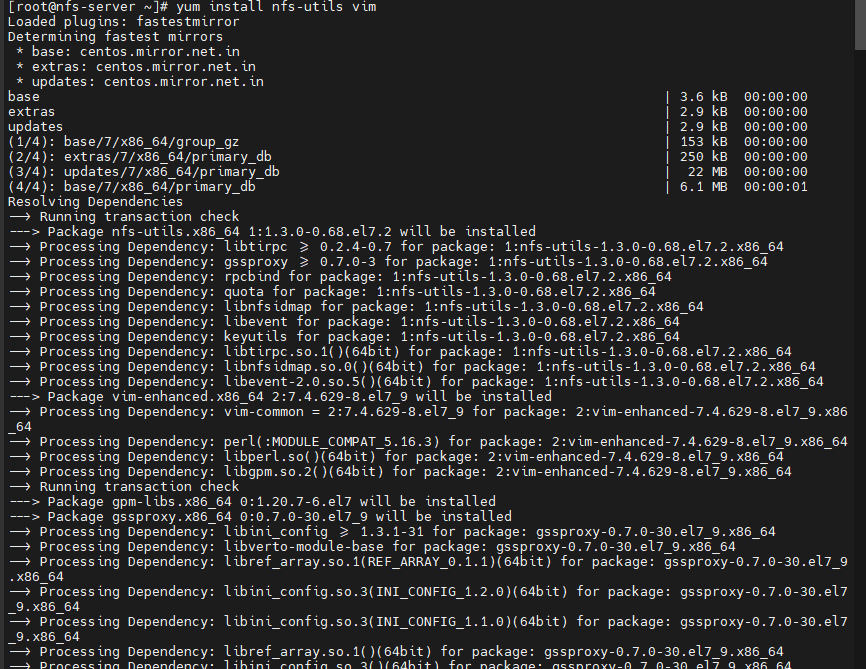 [root@nfs-server ~]# yum install nfs-utils vim
Loaded plugins: fastestmirror
Determining fastest mirrors
 * base: centos.mirror.net.in
 * extras: centos.mirror.net.in
 * updates: centos.mirror.net.in
base | 3.6 kB 00:00:00
extras | 2.9 kB 00:00:00
updates | 2.9 kB 00:00:00
(1/4): base/7/x86_64/group_gz | 153 kB 00:00:00
(2/4): extras/7/x86_64/primary_db | 250 kB 00:00:00
(3/4): updates/7/x86_64/primary_db | 22 MB 00:00:00
(4/4): base/7/x86_64/primary_db | 6.1 MB 00:00:01
Resolving Dependencies
--> Running transaction check
---> Package nfs-utils.x86_64 1:1.3.0-0.68.el7.2 will be installed
--> Processing Dependency: libtirpc >= 0.2.4-0.7 for package: 1:nfs-utils-1.3.0-0.68.el7.2.x86_64
--> Processing Dependency: gssproxy >= 0.7.0-3 for package: 1:nfs-utils-1.3.0-0.68.el7.2.x86_64
--> Processing Dependency: rpcbind for package: 1:nfs-utils-1.3.0-0.68.el7.2.x86_64
--> Processing Dependency: quota for package: 1:nfs-utils-1.3.0-0.68.el7.2.x86_64
--> Processing Dependency: libnfsidmap for package: 1:nfs-utils-1.3.0-0.68.el7.2.x86_64
--> Processing Dependency: libevent for package: 1:nfs-utils-1.3.0-0.68.el7.2.x86_64
--> Processing Dependency: keyutils for package: 1:nfs-utils-1.3.0-0.68.el7.2.x86_64
--> Processing Dependency: libtirpc.so.1()(64bit) for package: 1:nfs-utils-1.3.0-0.68.el7.2.x86_64
--> Processing Dependency: libnfsidmap.so.0()(64bit) for package: 1:nfs-utils-1.3.0-0.68.el7.2.x86_64
--> Processing Dependency: libevent-2.0.so.5()(64bit) for package: 1:nfs-utils-1.3.0-0.68.el7.2.x86_64
---> Package vim-enhanced.x86_64 2:7.4.629-8.el7_9 will be installed
--> Processing Dependency: vim-common = 2:7.4.629-8.el7_9 for package: 2:vim-enhanced-7.4.629-8.el7_9.x86
_64
--> Processing Dependency: perl(:MODULE_COMPAT_5.16.3) for package: 2:vim-enhanced-7.4.629-8.el7_9.x86_64
--> Processing Dependency: libperl.so()(64bit) for package: 2:vim-enhanced-7.4.629-8.el7_9.x86_64
--> Processing Dependency: libgpm.so.2()(64bit) for package: 2:vim-enhanced-7.4.629-8.el7_9.x86_64
--> Running transaction check
---> Package gpm-libs.x86_64 0:1.20.7-6.el7 will be installed
---> Package gssproxy.x86_64 0:0.7.0-30.el7_9 will be installed
--> Processing Dependency: libini_config >= 1.3.1-31 for package: gssproxy-0.7.0-30.el7_9.x86_64
--> Processing Dependency: libverto-module-base for package: gssproxy-0.7.0-30.el7_9.x86_64
--> Processing Dependency: libref_array.so.1(REF_ARRAY_0.1.1)(64bit) for package: gssproxy-0.7.0-30.el7_9
.x86_64
--> Processing Dependency: libini_config.so.3(INI_CONFIG_1.2.0)(64bit) for package: gssproxy-0.7.0-30.el7
_9.x86_64
--> Processing Dependency: libini_config.so.3(INI_CONFIG_1.1.0)(64bit) for package: gssproxy-0.7.0-30.el7
_9.x86_64
--> Processing Dependency: libref_array.so.1()(64bit) for package: gssproxy-0.7.0-30.el7_9.x86_64
--> Processing Dependency: libini_config.so.3()(64bit) for package: gssproxy-0.7.0-30.el7_9.x86_64